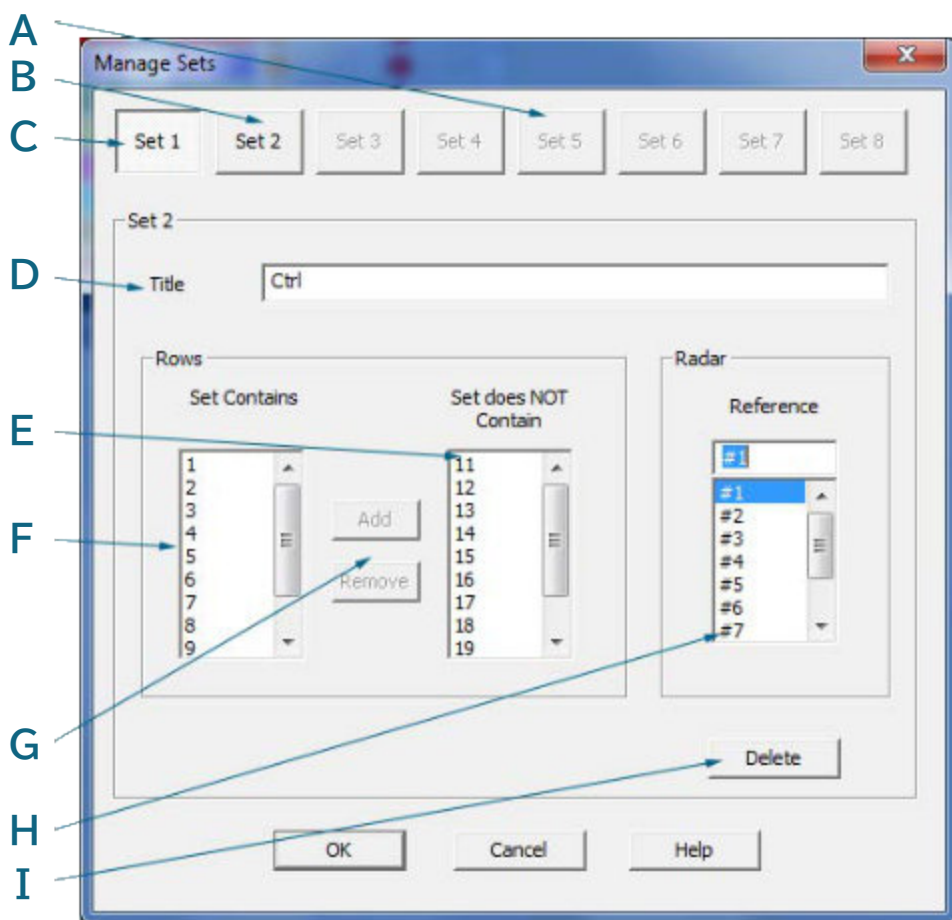 A
Manage Sets
B
C
Set 1 Set 2 Set 3 Set 4 Set 5 Set 6 Set 7 Set 8
Set 2
D
Title Ctrl
Rows
Set Contains
Set does NOT
Contain
E
F
1
2
3
4
5
6
7
8
9
Add
Remove
11
12
13
14
15
16
17
18
19
Radar
Reference
#1
#1
#2
#3
#4
#5
#6
#7
G
Delete
H
OK Cancel Help
I